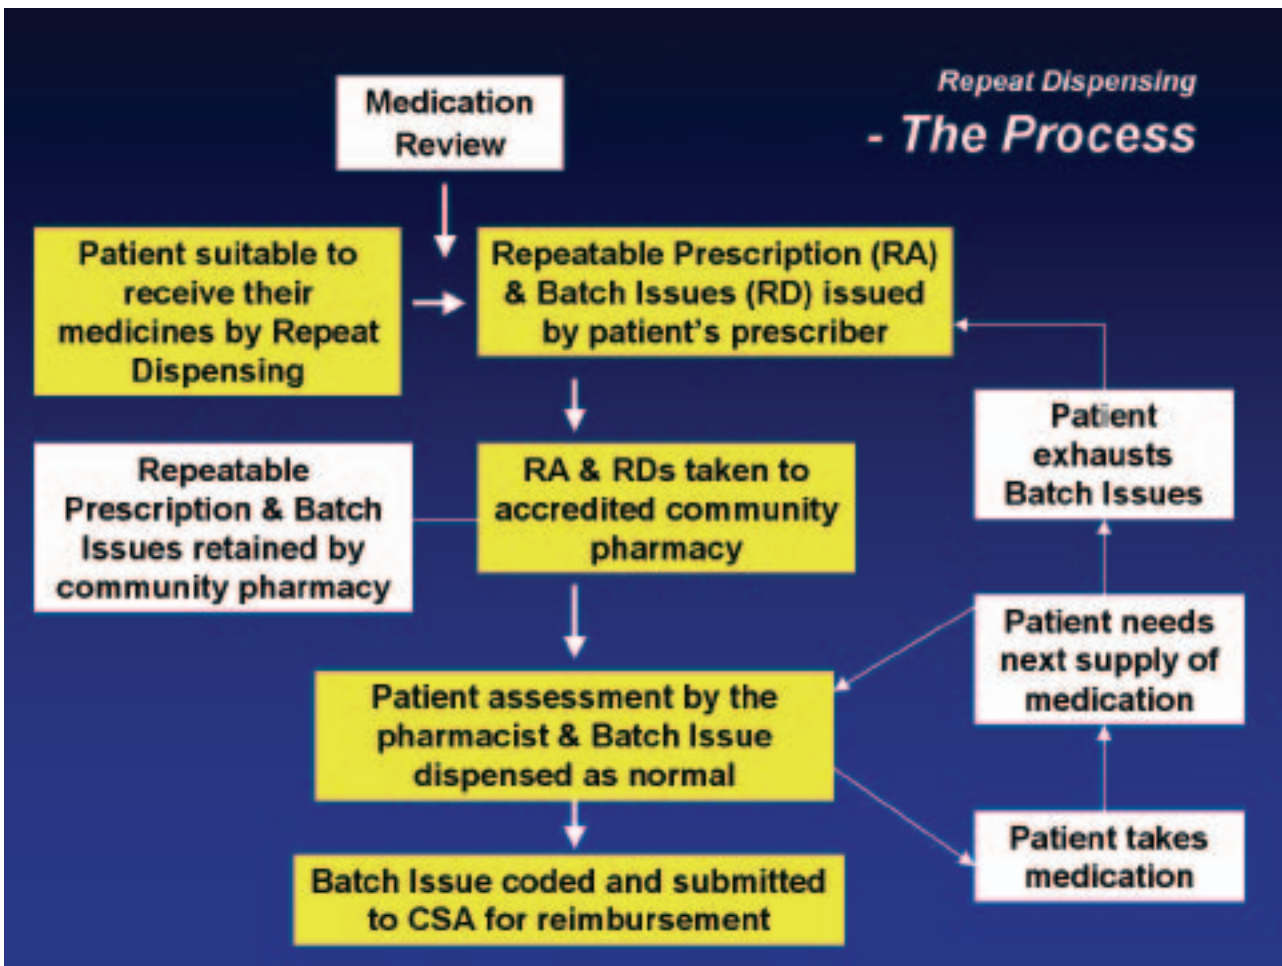 Repeat Dispensing
- The Process
Medication
Review
Patient suitable to
receive their
medicines by Repeat
Dispensing
Repeatable Prescription (RA)
& Batch Issues (RD) issued
by patient's prescriber
Repeatable
Prescription & Batch
Issues retained by
community pharmacy
RA & RDs taken to
accredited community
pharmacy
Patient
exhausts
Batch Issues
Patient needs
next supply of
medication
Patient assessment by the
pharmacist & Batch Issue
dispensed as normal
Patient takes
medication
Batch Issue coded and submitted
to CSA for reimbursement